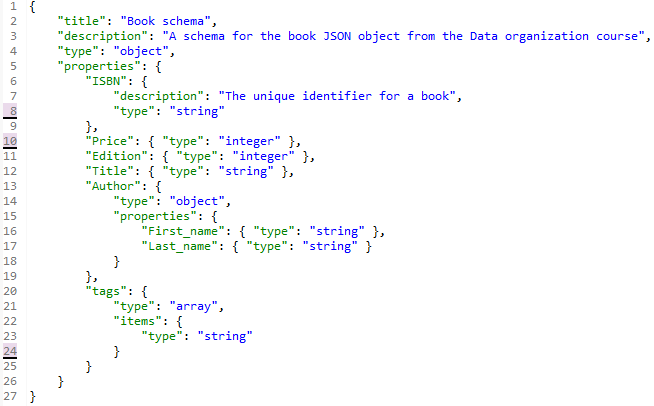 1 {
2     "title": "Book schema",
3     "description": "A schema for the book JSON object from the Data organization course",
4     "type": "object",
5     "properties": {
6         "ISBN": {
7             "description": "The unique identifier for a book",
8             "type": "string"
9         },
10         "Price": { "type": "integer" },
11         "Edition": { "type": "integer" },
12         "Title": { "type": "string" },
13         "Author": {
14             "type": "object",
15             "properties": {
16                 "First_name": { "type": "string" },
17                 "Last_name": { "type": "string" }
18             }
19         },
20         "tags": {
21             "type": "array",
22             "items": {
23                 "type": "string"
24             }
25         }
26     }
27 }